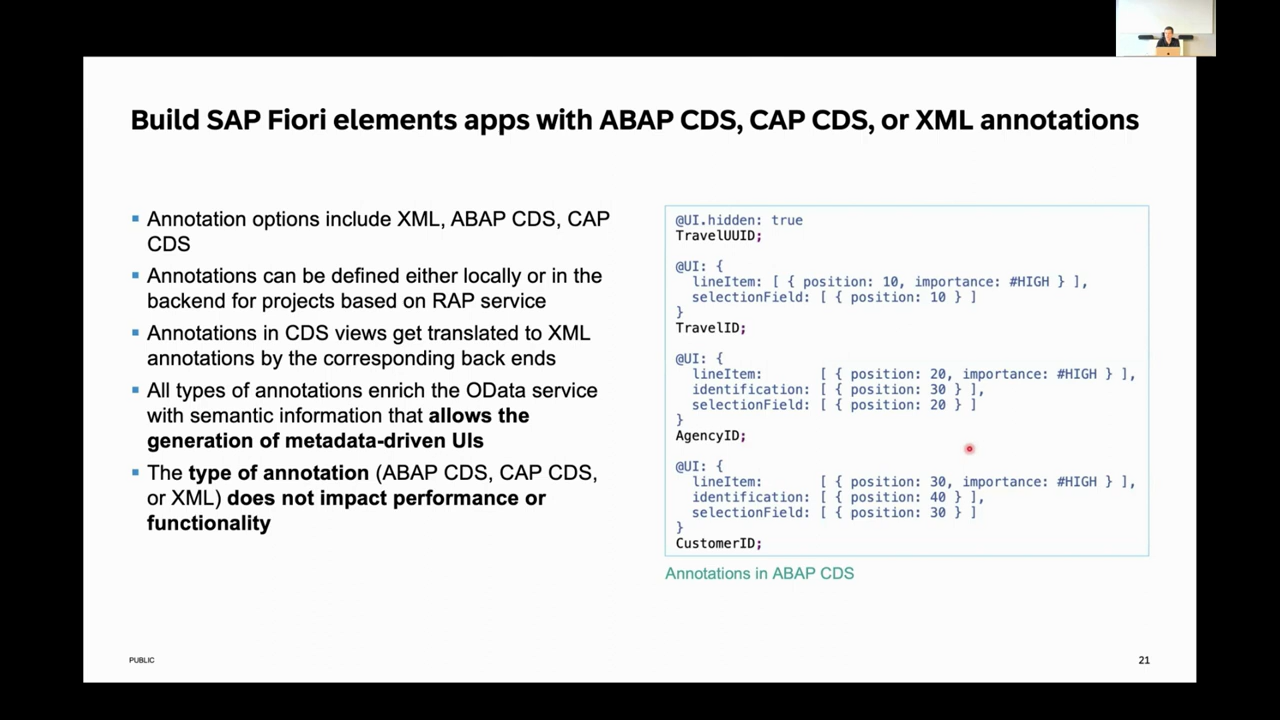 Build SAP Fiori elements apps with ABAP CDS, CAP CDS, or XML annotations
Annotation options include XML, ABAP CDS, CAP
CDS
Annotations can be defined either locally or in the
backend for projects based on RAP service
Annotations in CDS views get translated to XML
annotations by the corresponding back ends
All types of annotations enrich the OData service
with semantic information that allows the
generation of metadata-driven UIs
The type of annotation (ABAP CDS, CAP CDS,
or XML) does not impact performance or
functionality
@UI.hidden: true
TravelUUID;
@UI: {
lineItem: [ { position: 10, importance: #HIGH } ],
selectionField: [ { position: 10 } ]
}
TravelID;
@UI: {
lineItem: [ { position: 20, importance: #HIGH } ],
identification: [ { position: 30 } ],
selectionField: [ { position: 20 } ]
}
AgencyID;
@UI: {
lineItem: [ { position: 30, importance: #HIGH } ],
identification: [ { position: 40 } ],
selectionField: [ { position: 30 } ]
}
CustomerID;
Annotations in ABAP CDS
PUBLIC
21